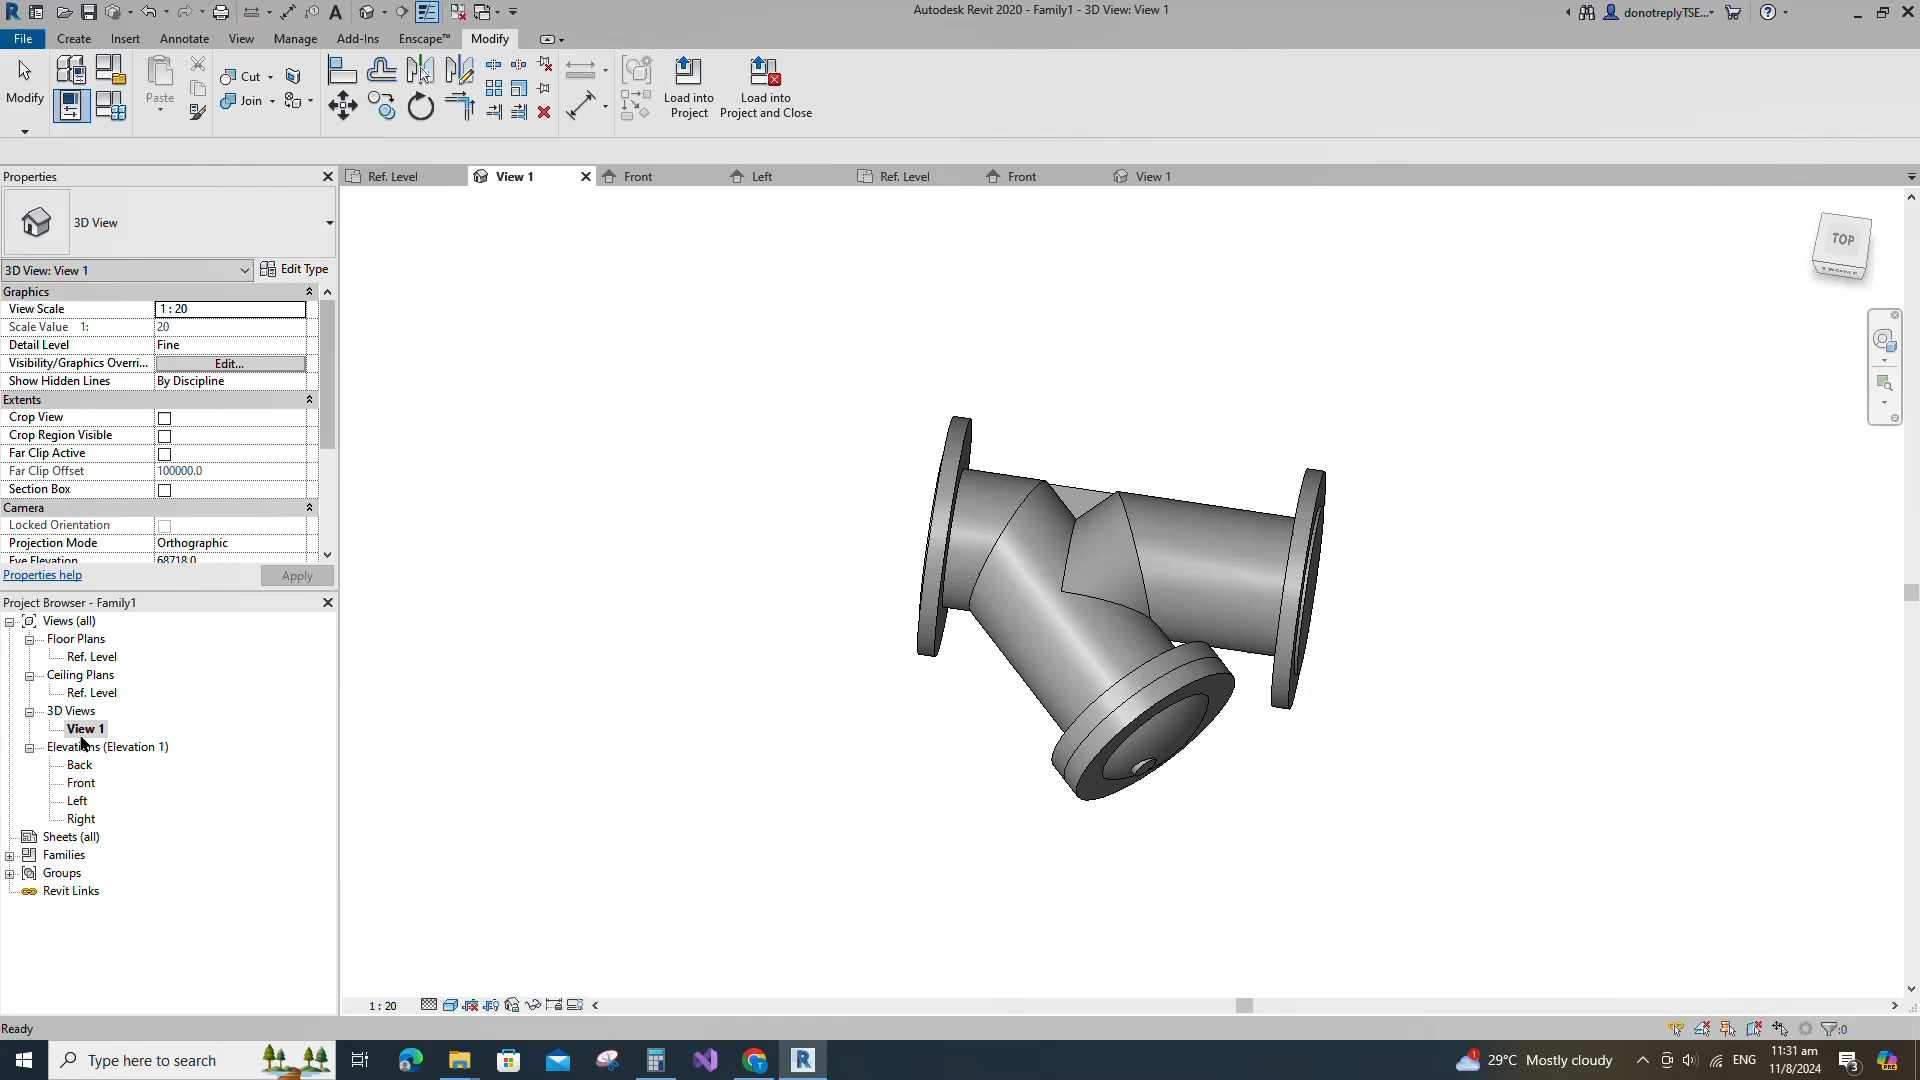 Autodesk Revit 2020 - Family1 - 3D View: View 1
donotreplyTSE...
File
Create
Insert
Annotate
View
Manage
Add-Ins
Enscape™
Modify
Modify
Paste
Cut
Join
Load into
Project
Load into
Project and Close
Properties
Ref. Level
View 1
Front
Left
Ref. Level
Front
View 1
3D View
3D View: View 1
Edit Type
Graphics
View Scale 1 : 20
Scale Value 1: 20
Detail Level Fine
Visibility/Graphics Overri... Edit...
Show Hidden Lines By Discipline
Extents
Crop View
Crop Region Visible
Far Clip Active
Far Clip Offset 100000.0
Section Box
Camera
Locked Orientation
Projection Mode Orthographic
Eye Elevation 68718.0
Properties help
Apply
Project Browser - Family1
Views (all)
Floor Plans
Ref. Level
Ceiling Plans
Ref. Level
3D Views
View 1
Elevations (Elevation 1)
Back
Front
Left
Right
Sheets (all)
Families
Groups
Revit Links
TOP
FRONT
1 : 20
Ready
:0
Type here to search
29°C Mostly cloudy
ENG
11:31 am
11/8/2024
3